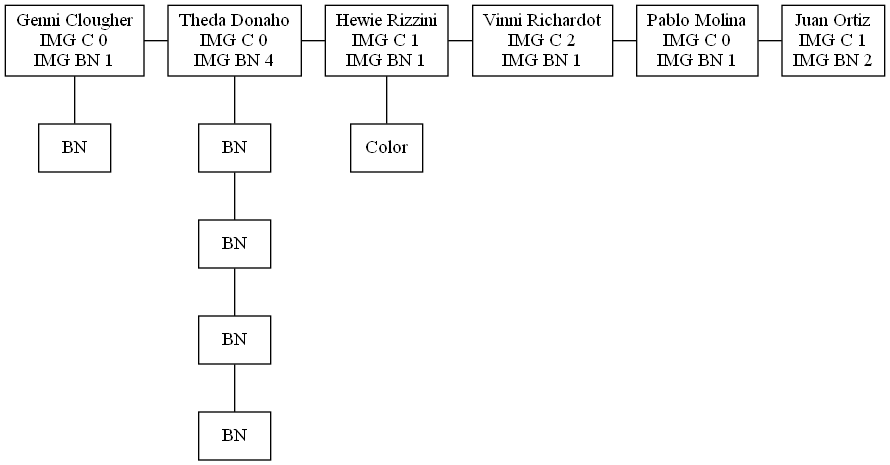 Genni Clougher
IMG C 0
IMG BN 1
Theda Donaho
IMG C 0
IMG BN 4
Hewie Rizzini
IMG C 1
IMG BN 1
Vinni Richardot
IMG C 2
IMG BN 1
Pablo Molina
IMG C 0
IMG BN 1
Juan Ortiz
IMG C 1
IMG BN 2
BN
BN
Color
BN
BN
BN